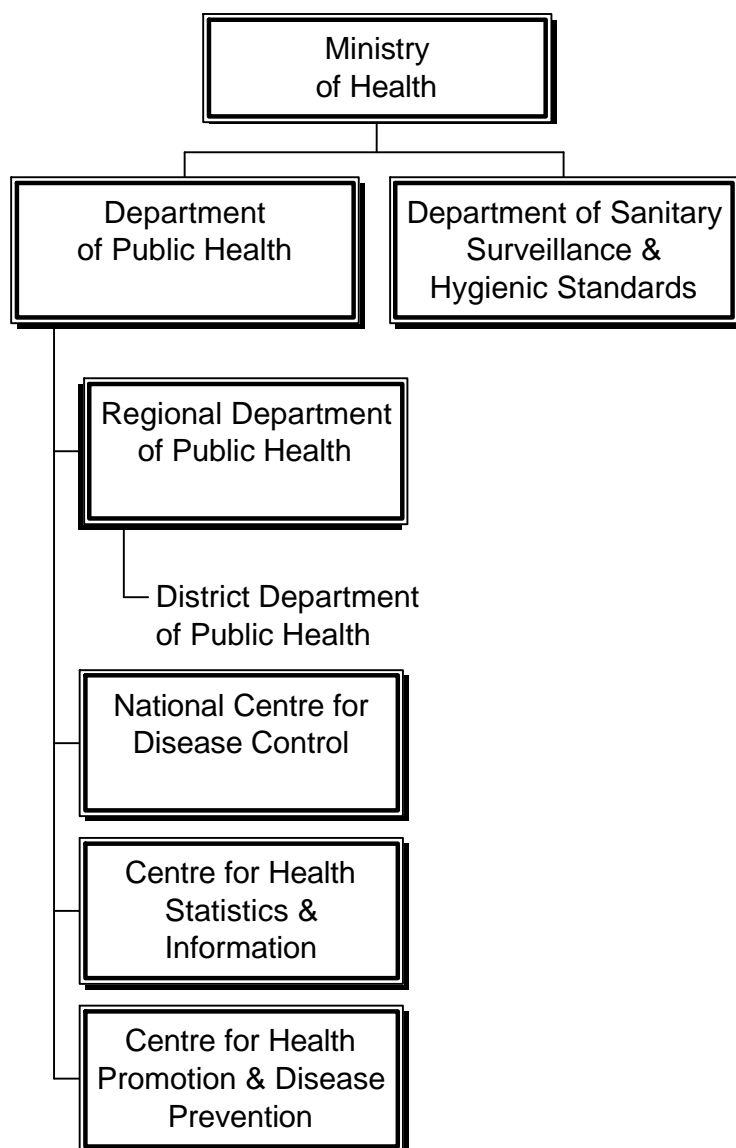 Ministry
of Health
Department
of Public Health
Department of Sanitary
Surveillance &
Hygienic Standards
Regional Department
of Public Health
District Department
of Public Health
National Centre for
Disease Control
Centre for Health
Statistics &
Information
Centre for Health
Promotion & Disease
Prevention